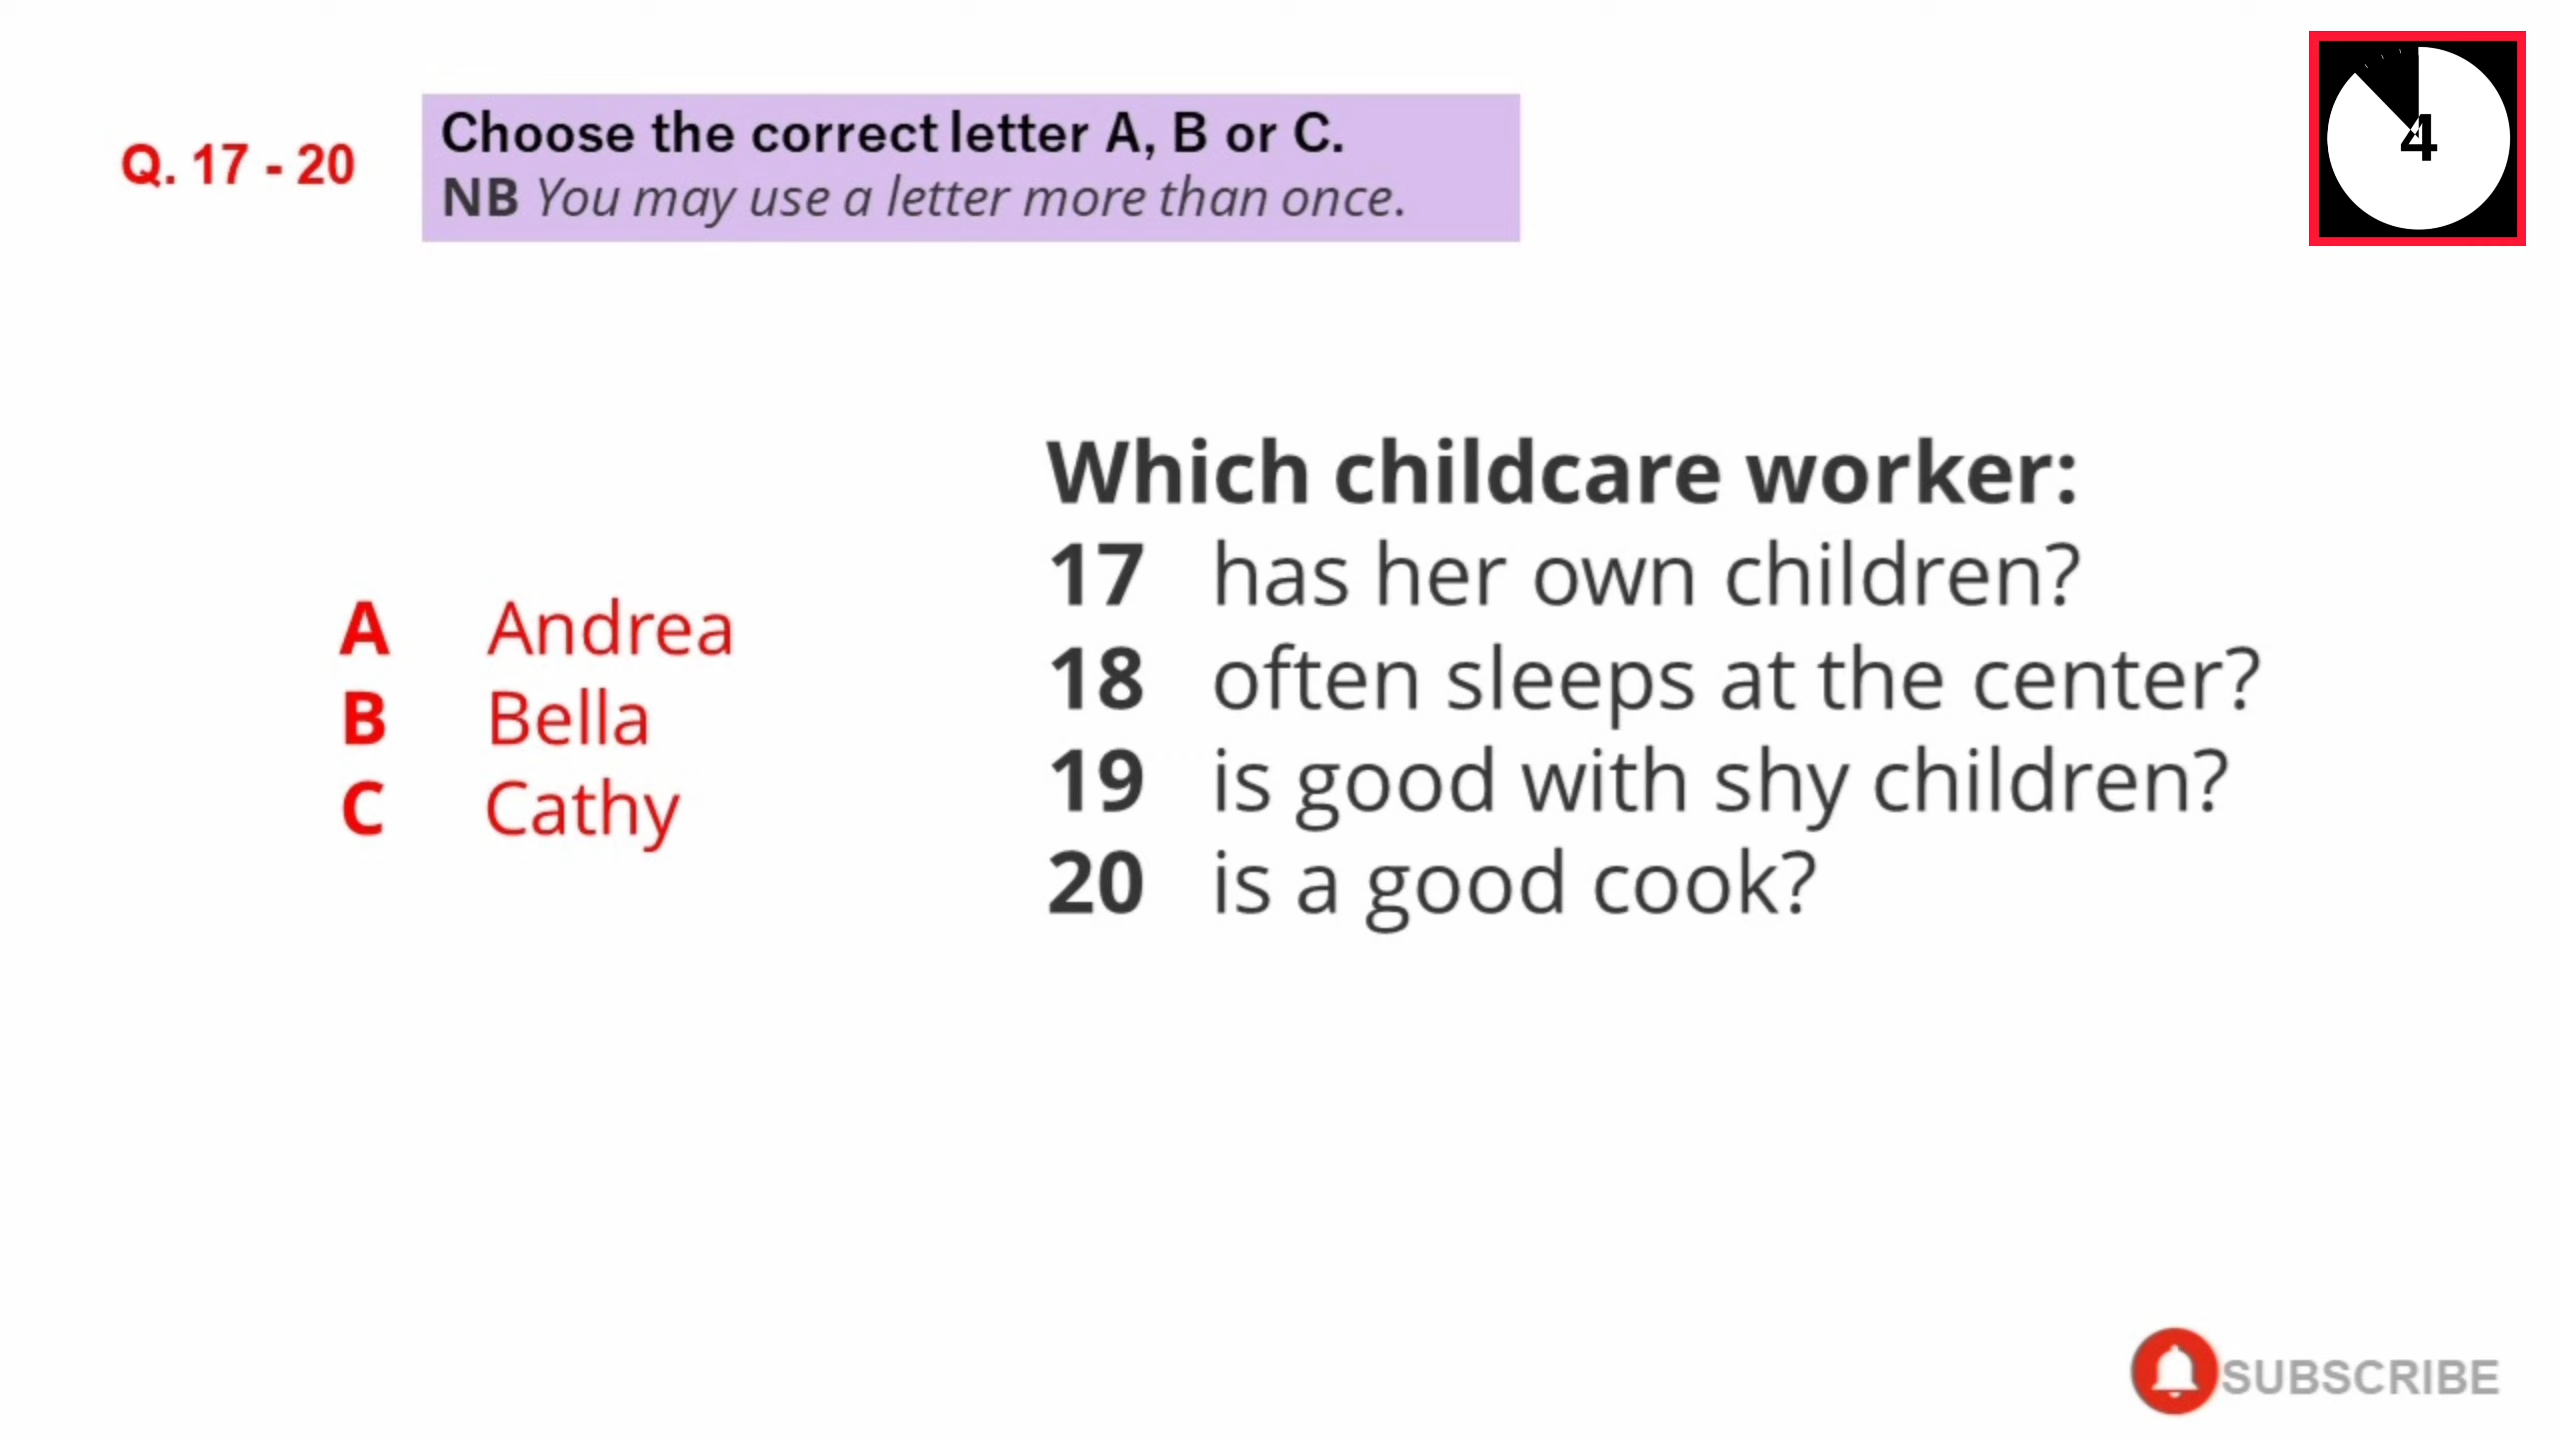 Q. 17 - 20
Choose the correct letter A, B or C.
NB You may use a letter more than once.
4
A Andrea
B Bella
C Cathy
Which childcare worker:
17 has her own children?
18 often sleeps at the center?
19 is good with shy children?
20 is a good cook?
SUBSCRIBE